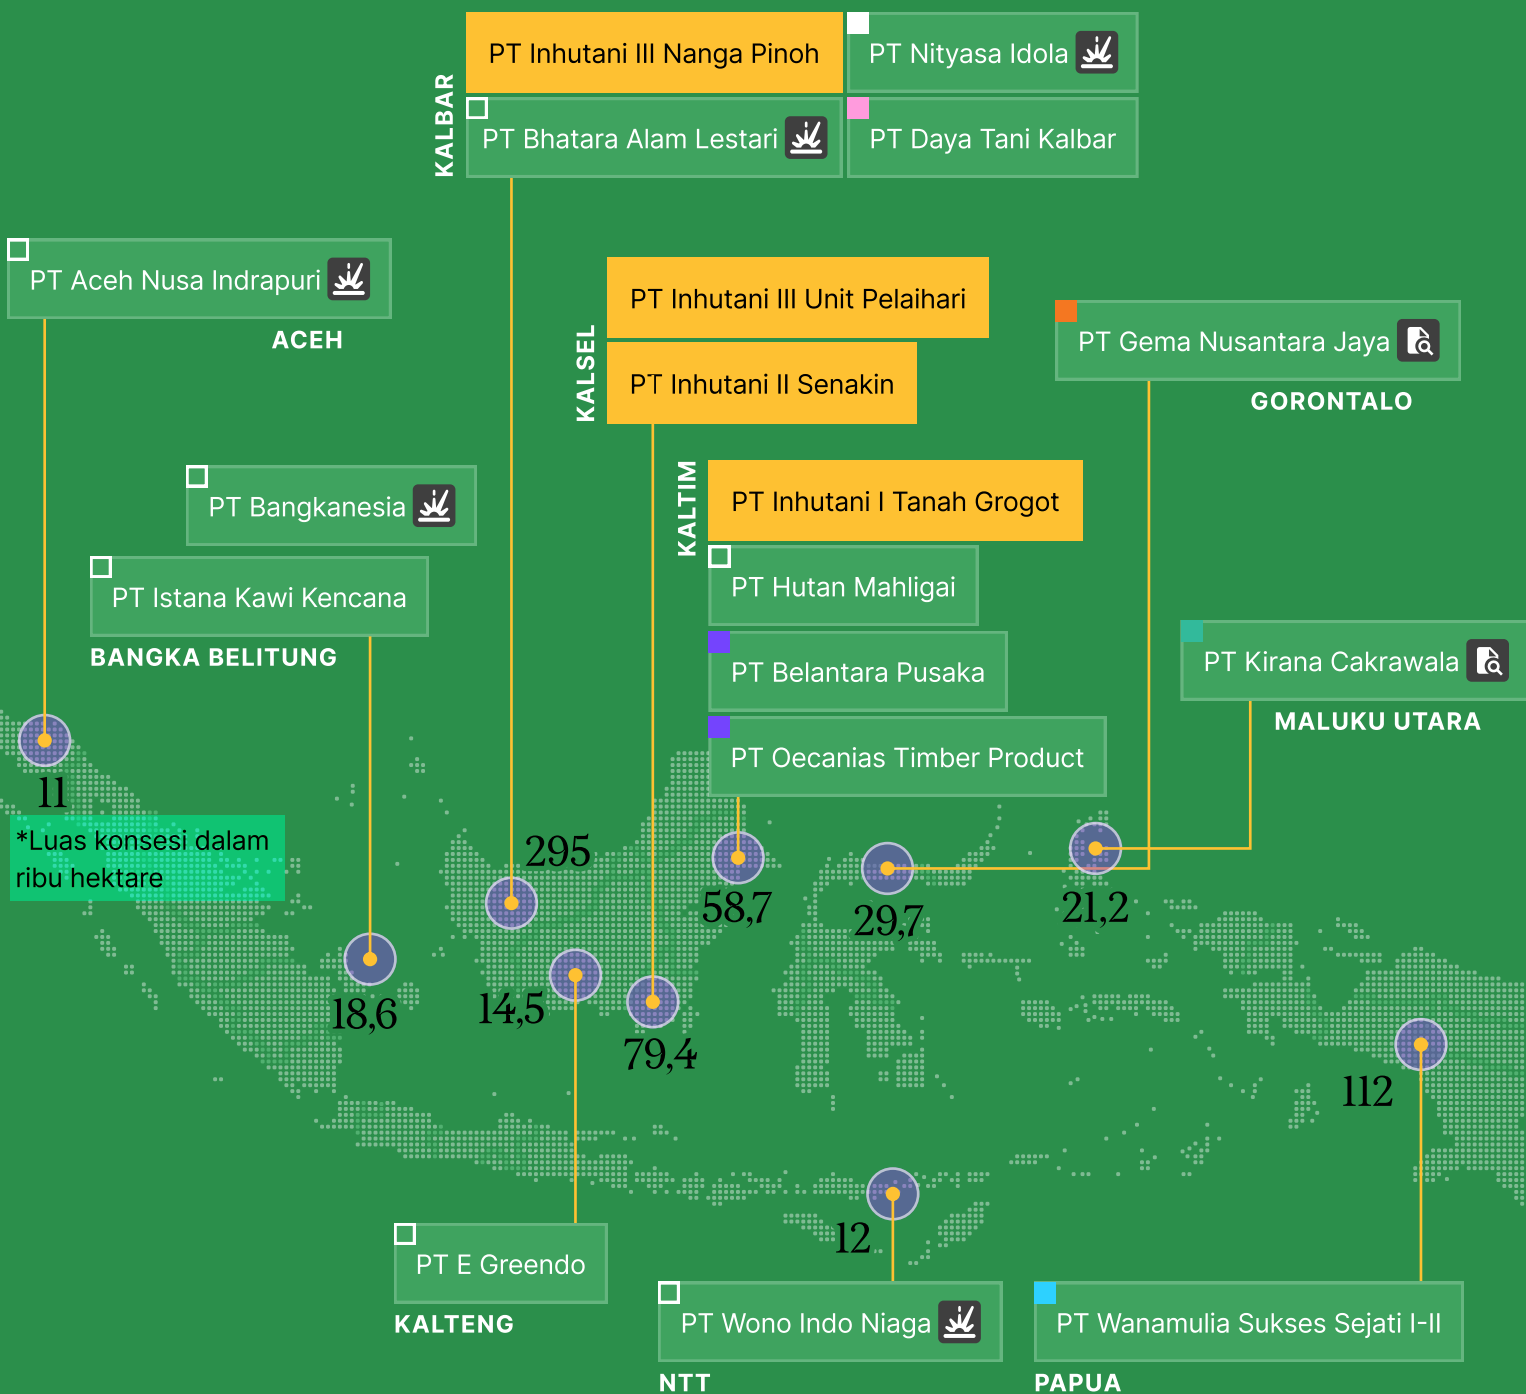 KALBAR
PT Inhutani III Nanga Pinoh
PT Nityasa Idola
PT Bhatara Alam Lestari
PT Daya Tani Kalbar
PT Aceh Nusa Indrapuri
ACEH
KALSEL
PT Inhutani III Unit Pelaihari
PT Inhutani II Senakin
PT Gema Nusantara Jaya
GORONTALO
PT Bangkanesia
PT Istana Kawi Kencana
BANGKA BELITUNG
KALTIM
PT Inhutani I Tanah Grogot
PT Hutan Mahligai
PT Belantara Pusaka
PT Oecanias Timber Product
PT Kirana Cakrawala
MALUKU UTARA
11
*Luas konsesi dalam
ribu hektare
295
58,7
29,7
21,2
18,6
14,5
79,4
112
12
PT E Greendo
KALTENG
PT Wono Indo Niaga
NTT
PT Wanamulia Sukses Sejati I-II
PAPUA